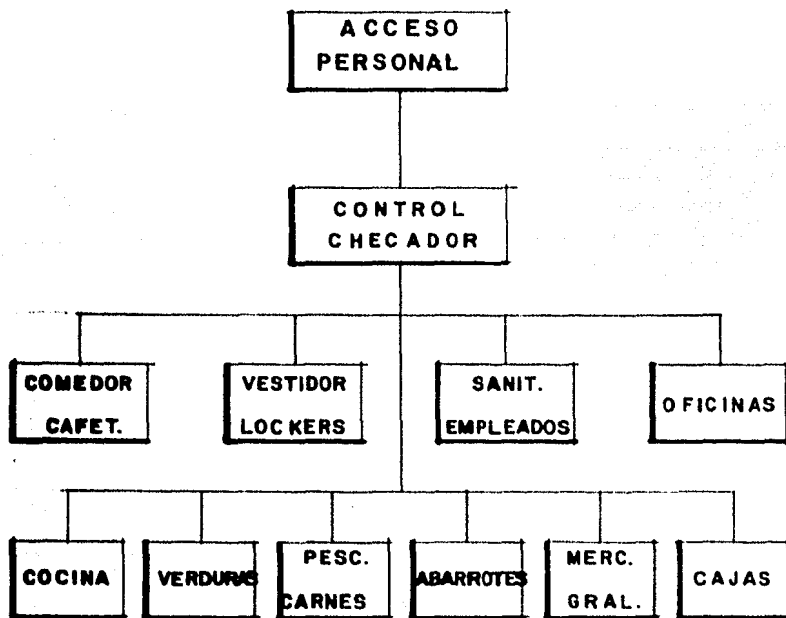 ACCESO
PERSONAL
CONTROL
CHECADOR
COMEDOR
CAFET.
VESTIDOR
LOCKERS
SANIT.
EMPLEADOS
OFICINAS
COCINA
VERDURAS
PESC.
CARNES
ABARROTES
MERC.
GRAL.
CAJAS